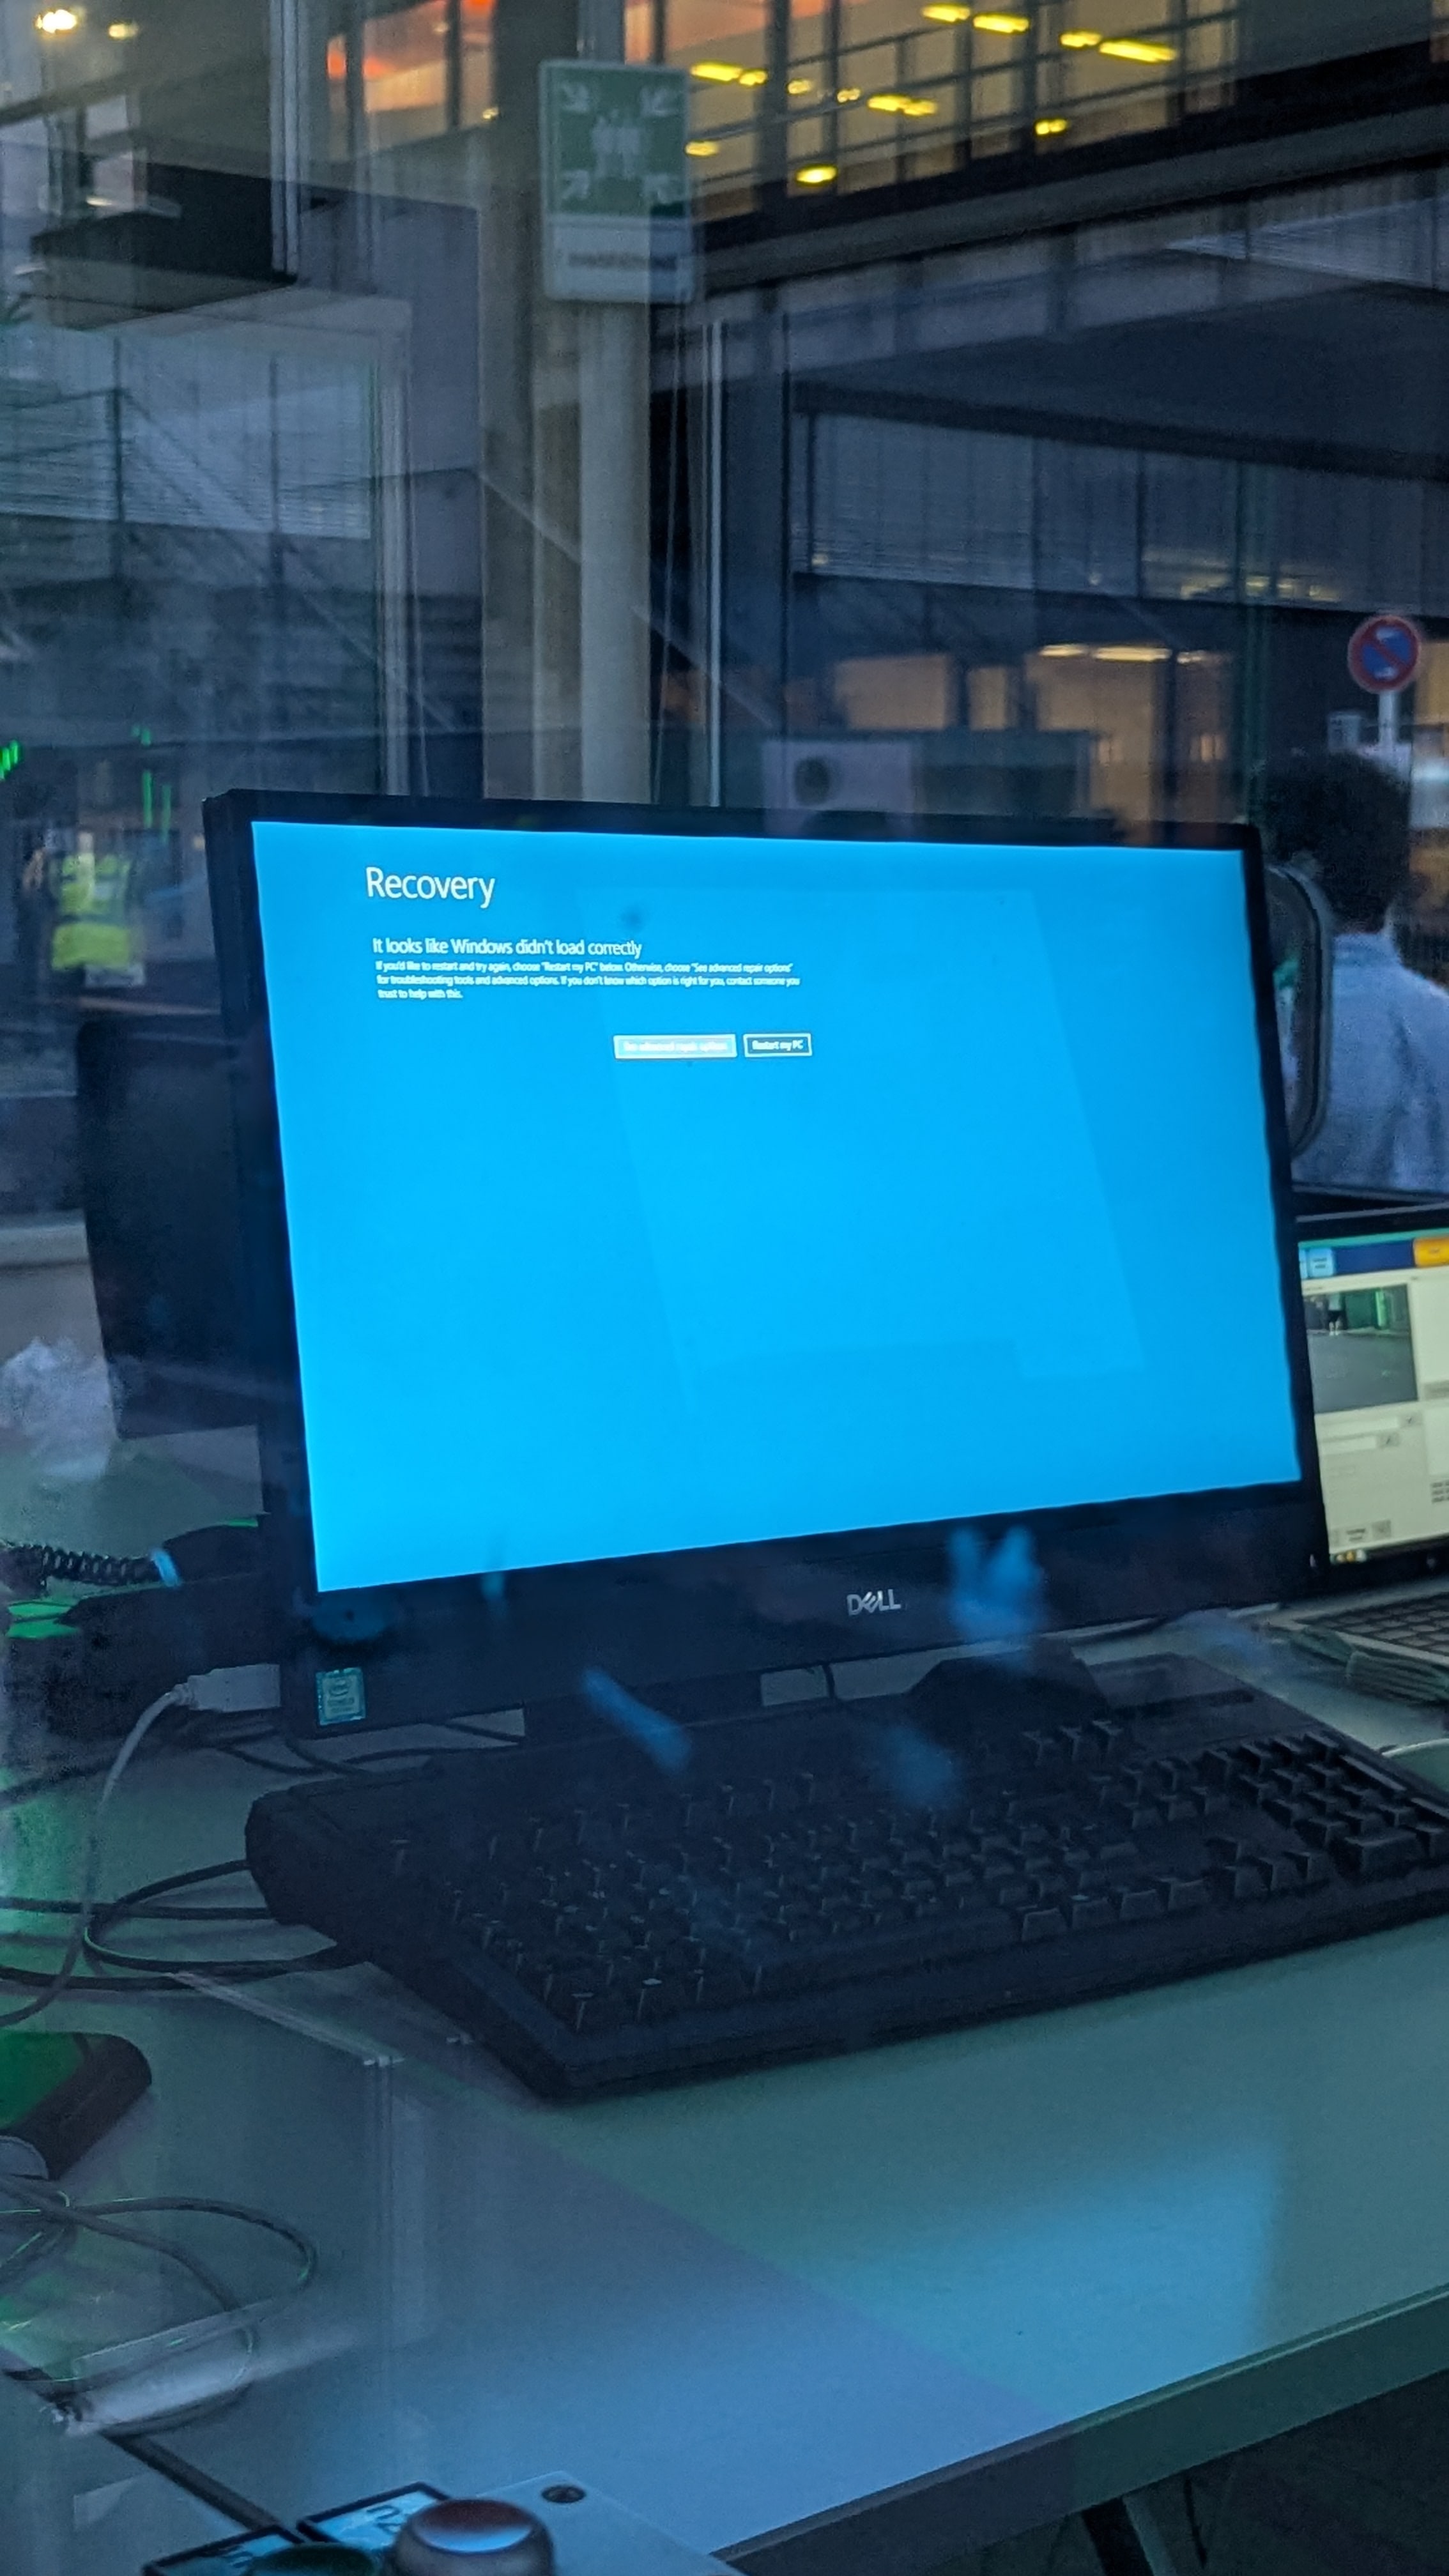 Recovery
It looks like Windows didn't load correctly
If you'd like to restart and try again, choose "Restart my PC" below. Otherwise, choose "See advanced repair options"
for troubleshooting tools and advanced options. If you don't know which option is right for you, contact someone you
trust to help with this.
See advanced repair options
Restart my PC
DELL